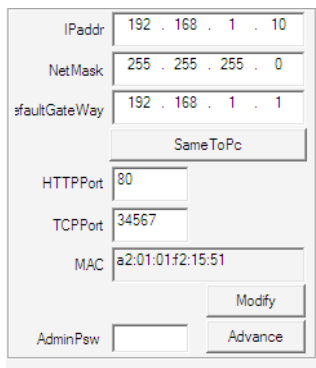 IPaddr 192 . 168 . 1 . 10
NetMask 255 . 255 . 255 . 0
efaultGateWay 192 . 168 . 1 . 1
SameToPc
HTTPPort 80
TCPPort 34567
MAC a2:01:01:f2:15:51
Modify
AdminPsw Advance